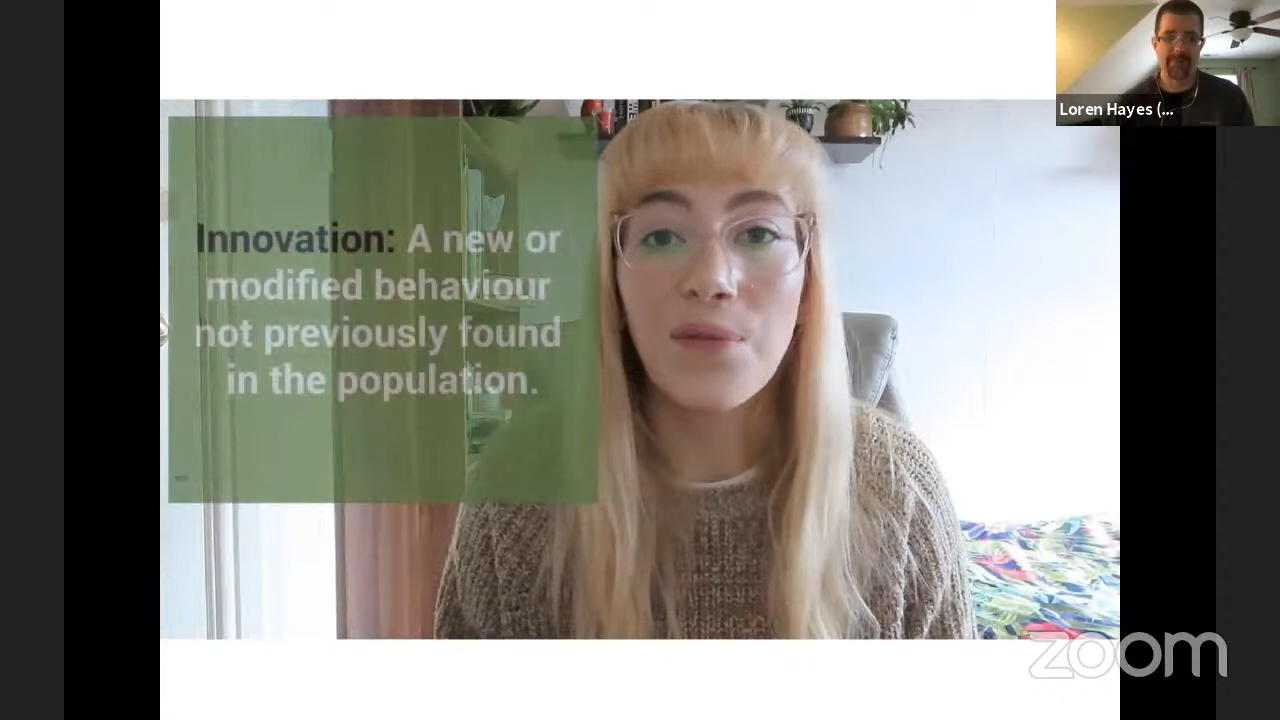 Loren Hayes (...
Innovation: A new or
modified behaviour
not previously found
in the population.
zoom